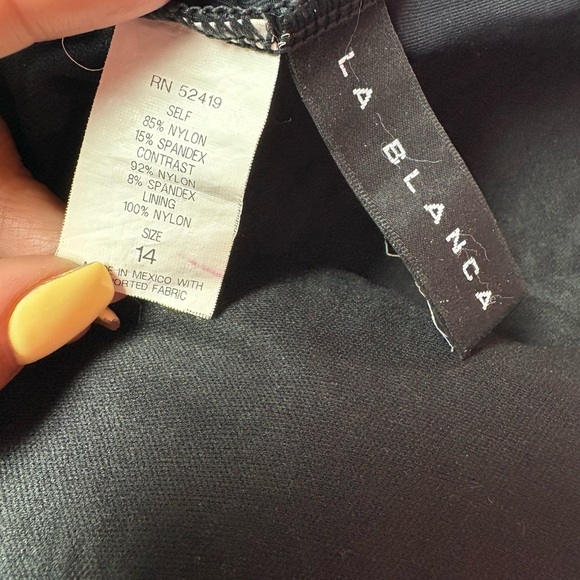 RN 52419
SELF
85% NYLON
15% SPANDEX
CONTRAST
92% NYLON
8% SPANDEX
LINING
100% NYLON
SIZE
14
IN MEXICO WITH
FABRIC
LA BLANCA